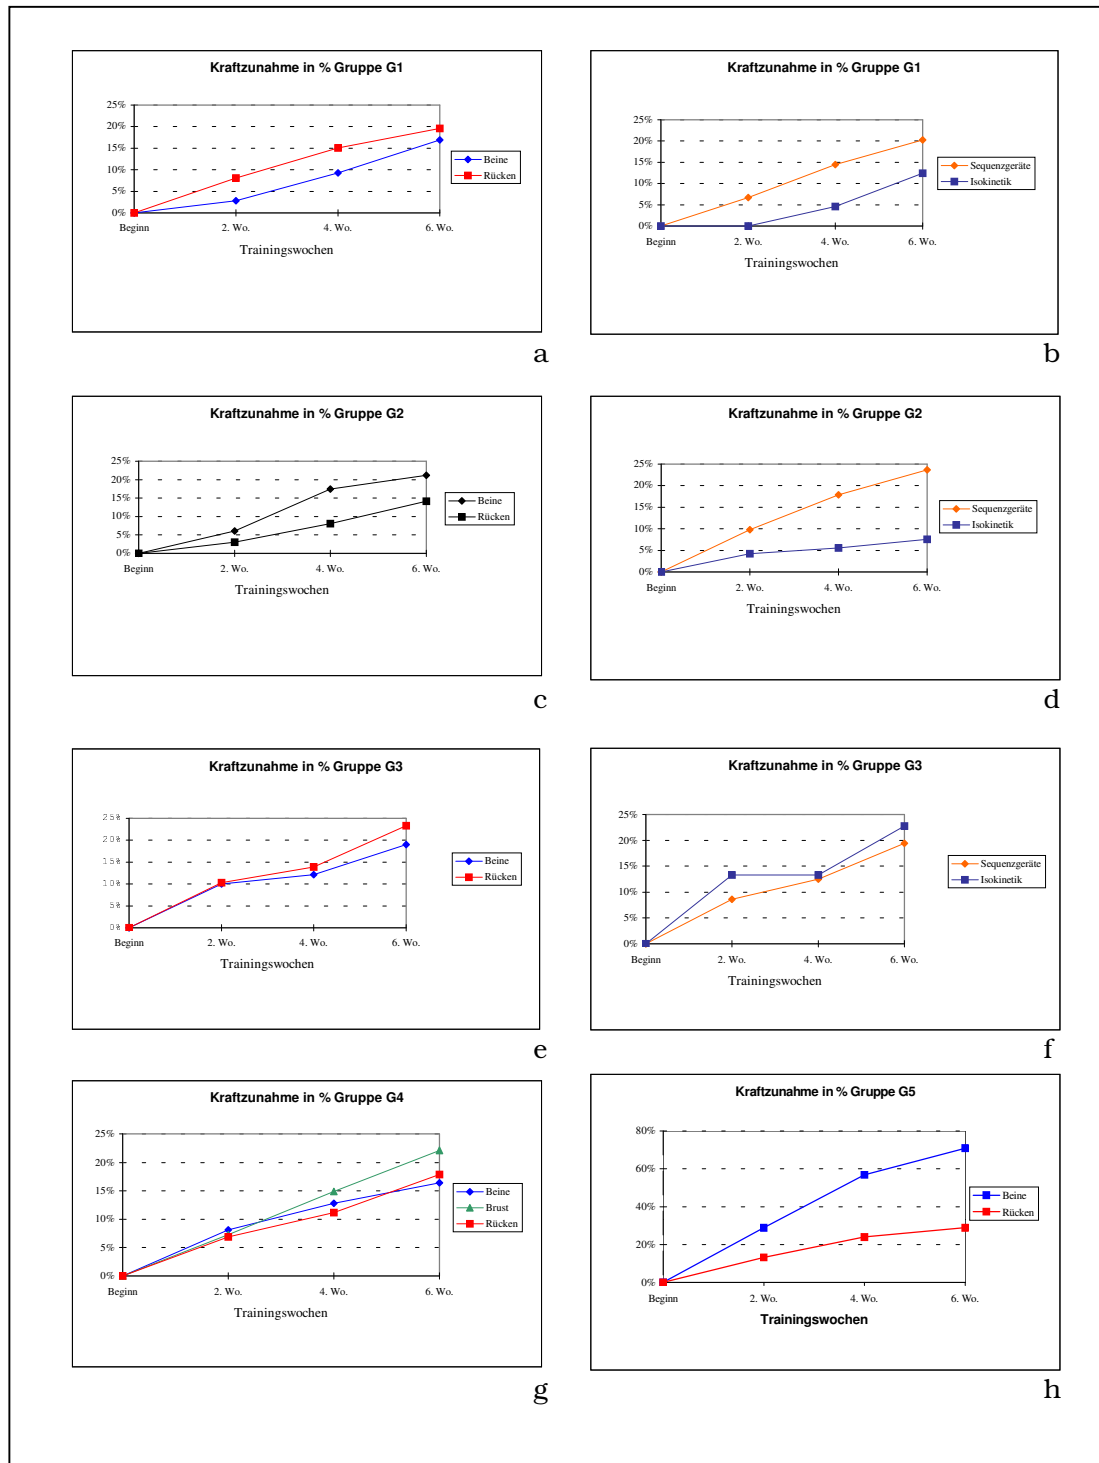 Kraftzunahme in % Gruppe G1
25%
20%
15%
10%
5%
0%
Beginn 2. Wo. 4. Wo. 6. Wo.
Trainingswochen
Beine
Rücken
a
Kraftzunahme in % Gruppe G1
25%
20%
15%
10%
5%
0%
Beginn 2. Wo. 4. Wo. 6. Wo.
Trainingswochen
Sequenzgeräte
Isokinetik
b
Kraftzunahme in % Gruppe G2
25%
20%
15%
10%
5%
0%
Beginn 2. Wo. 4. Wo. 6. Wo.
Trainingswochen
Beine
Rücken
c
Kraftzunahme in % Gruppe G2
25%
20%
15%
10%
5%
0%
Beginn 2. Wo. 4. Wo. 6. Wo.
Trainingswochen
Sequenzgeräte
Isokinetik
d
Kraftzunahme in % Gruppe G3
25%
20%
15%
10%
5%
0%
Beginn 2. Wo. 4. Wo. 6. Wo.
Trainingswochen
Beine
Rücken
e
Kraftzunahme in % Gruppe G3
25%
20%
15%
10%
5%
0%
Beginn 2. Wo. 4. Wo. 6. Wo.
Trainingswochen
Sequenzgeräte
Isokinetik
f
Kraftzunahme in % Gruppe G4
25%
20%
15%
10%
5%
0%
Beginn 2. Wo. 4. Wo. 6. Wo.
Trainingswochen
Beine
Brust
Rücken
g
Kraftzunahme in % Gruppe G5
80%
60%
40%
20%
0%
Beginn 2. Wo. 4. Wo. 6. Wo.
Trainingswochen
Beine
Rücken
h